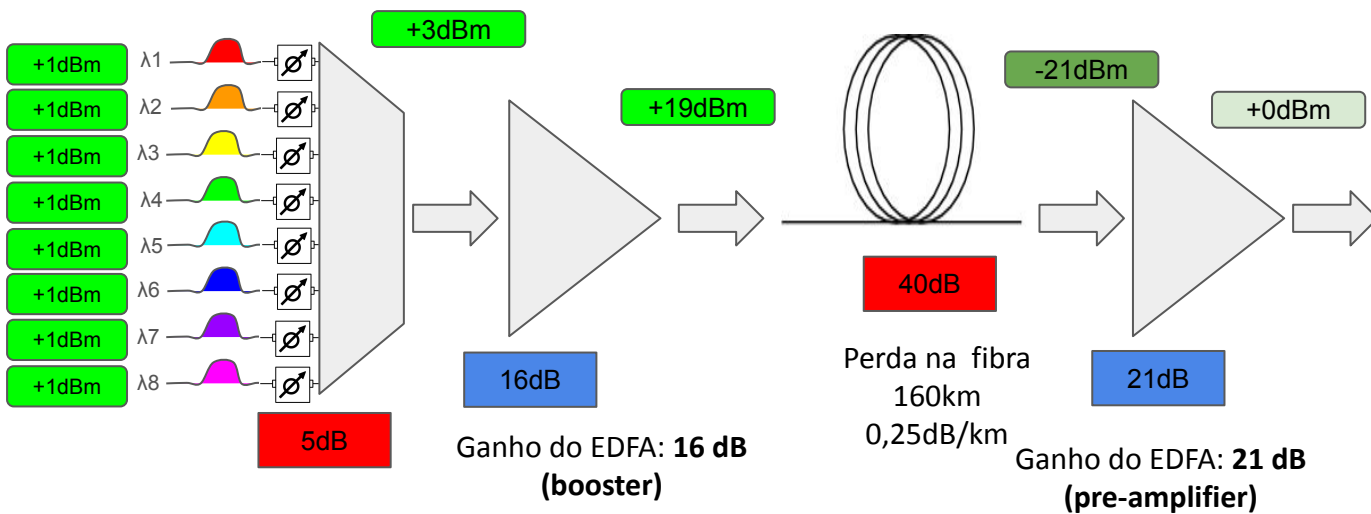 +3dBm
+1dBm λ1
+1dBm λ2
+1dBm λ3
+1dBm λ4
+1dBm λ5
+1dBm λ6
+1dBm λ7
+1dBm λ8
5dB
16dB
Ganho do EDFA: 16 dB
(booster)
+19dBm
40dB
Perda na fibra
160km
0,25dB/km
-21dBm
21dB
Ganho do EDFA: 21 dB
(pre-amplifier)
+0dBm